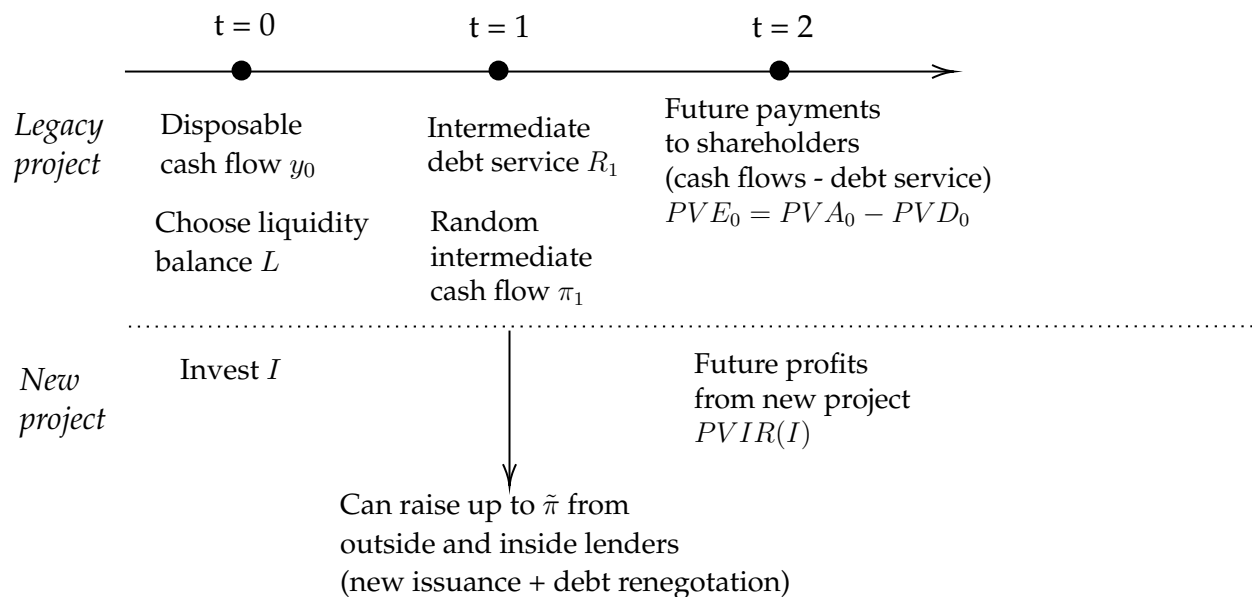 t = 0
t = 1
t = 2
Legacy
project
Disposable
cash flow y₀
Choose liquidity
balance L
Intermediate
debt service R₁
Random
intermediate
cash flow π₁
Future payments
to shareholders
(cash flows - debt service)
PVE₀ = PVA₀ − PVD₀
New
project
Invest I
Future profits
from new project
PVIR(I)
Can raise up to π̃ from
outside and inside lenders
(new issuance + debt renegotation)